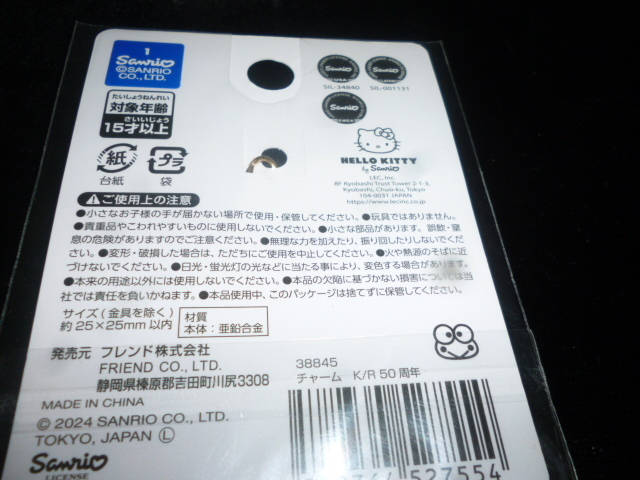 1
Sanrio
©SANRIO
CO., LTD.
たいしょうねんれい
対象年齢
さいいじょう
15才以上
紙
台紙
プラ
袋
Sanrio
SIL-34840
Sanrio
SIL-001131
Sanrio
HELLO KITTY
by Sanrio
LEC, Inc.
8F Kyobashi Trust Tower 2-1-3,
Kyobashi, Chuo-ku, Tokyo
104-0031 JAPAN
https://www.lecinc.co.jp
ご使用上の注意
●小さなお子様の手が届かない場所で使用・保管してください。●玩具ではありません。
●貴重品やこわれやすいものに使用しないでください。●小さな部品があります。誤飲・窒
息の危険がありますのでご注意ください。●無理な力を加えたり、振り回したりしないでくだ
さい。●変形・破損した場合は、ただちにご使用を中止してください。●火や熱源のそばに近
づけないでください。●日光・蛍光灯の光などに当たる事により、変色する場合があります。
●本来の用途以外には使用しないでください。●本品の欠陥に基づかない損害については当
社では責任を負いかねます。●本品使用中、このパッケージは捨てずに保管してください。
サイズ(金具を除く)
約25×25mm以内
材質
本体:亜鉛合金
発売元 フレンド株式会社
FRIEND CO., LTD.
静岡県榛原郡吉田町川尻3308
38845
チャーム K/R 50周年
MADE IN CHINA
© 2024 SANRIO CO., LTD.
TOKYO, JAPAN Ⓛ
Sanrio
LICENSE
527554